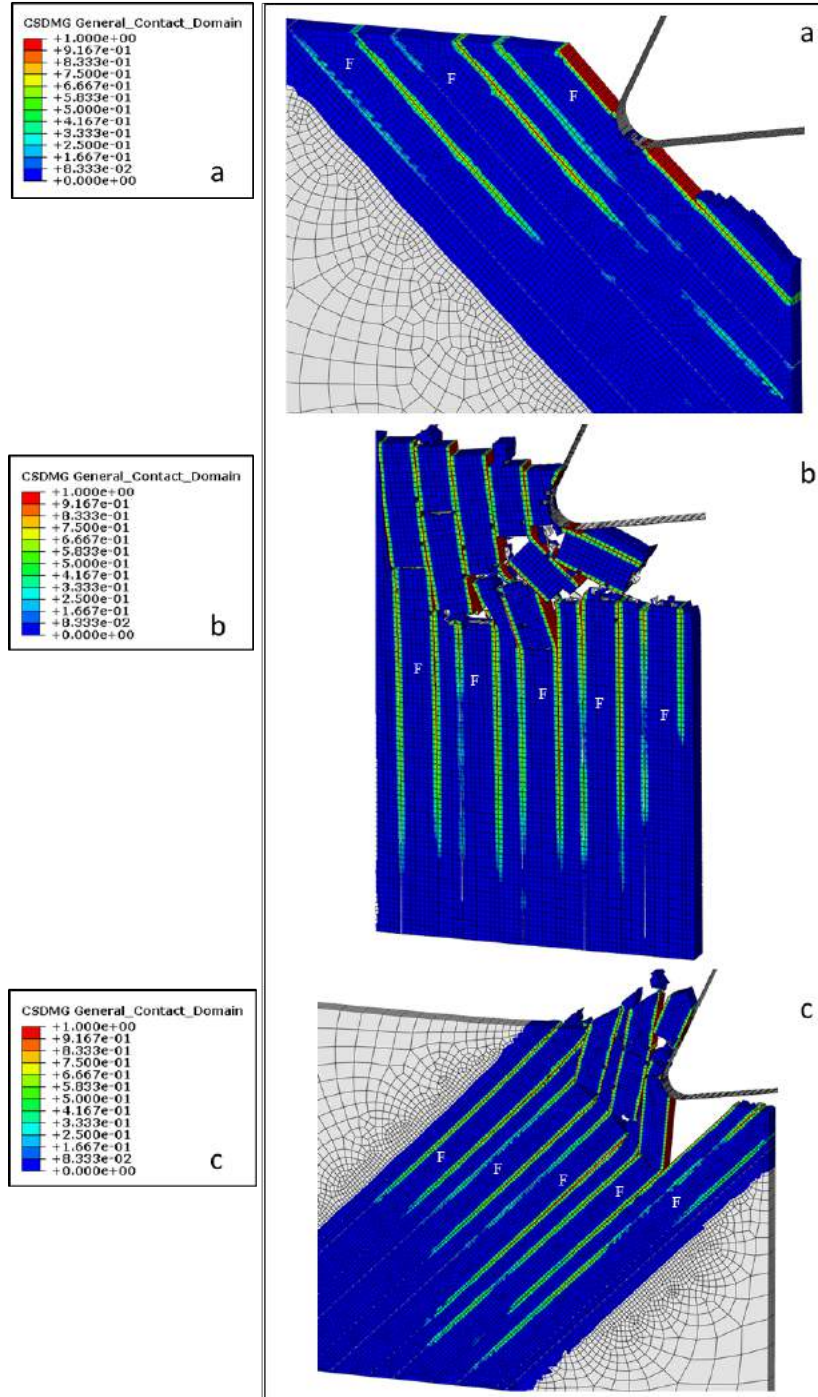 CSDMG General_Contact_Domain
+1.000e+00
+9.167e-01
+8.333e-01
+7.500e-01
+6.667e-01
+5.833e-01
+5.000e-01
+4.167e-01
+3.333e-01
+2.500e-01
+1.667e-01
+8.333e-02
+0.000e+00
a
a
F
F
F
CSDMG General_Contact_Domain
+1.000e+00
+9.167e-01
+8.333e-01
+7.500e-01
+6.667e-01
+5.833e-01
+5.000e-01
+4.167e-01
+3.333e-01
+2.500e-01
+1.667e-01
+8.333e-02
+0.000e+00
b
b
F
F
F
F
F
CSDMG General_Contact_Domain
+1.000e+00
+9.167e-01
+8.333e-01
+7.500e-01
+6.667e-01
+5.833e-01
+5.000e-01
+4.167e-01
+3.333e-01
+2.500e-01
+1.667e-01
+8.333e-02
+0.000e+00
c
c
F
F
F
F
F